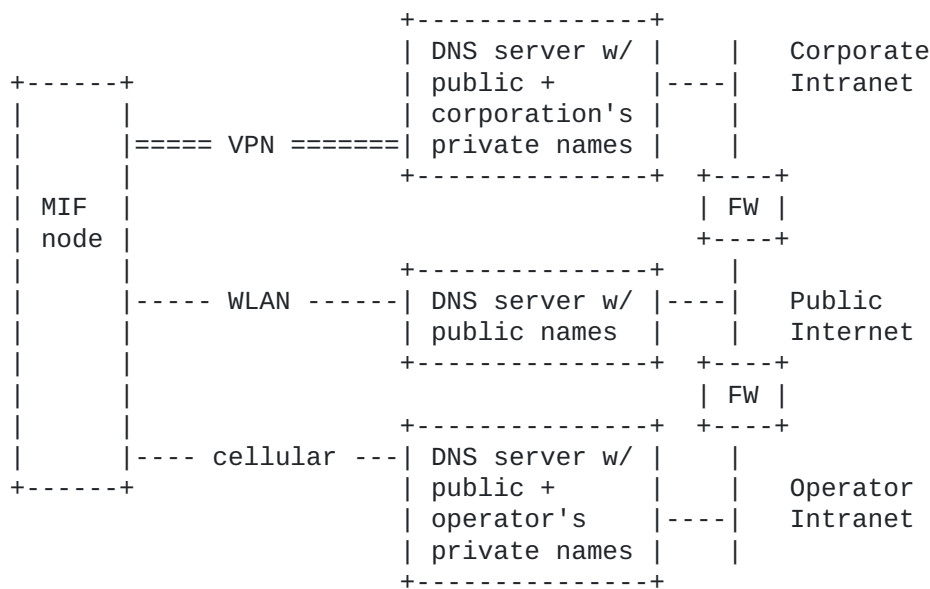 DNS server w/ Corporate
public + Intranet
corporation's
VPN private names
MIF FW
node
WLAN DNS server w/ Public
public names Internet
FW
cellular DNS server w/
public + Operator
operator's Intranet
private names